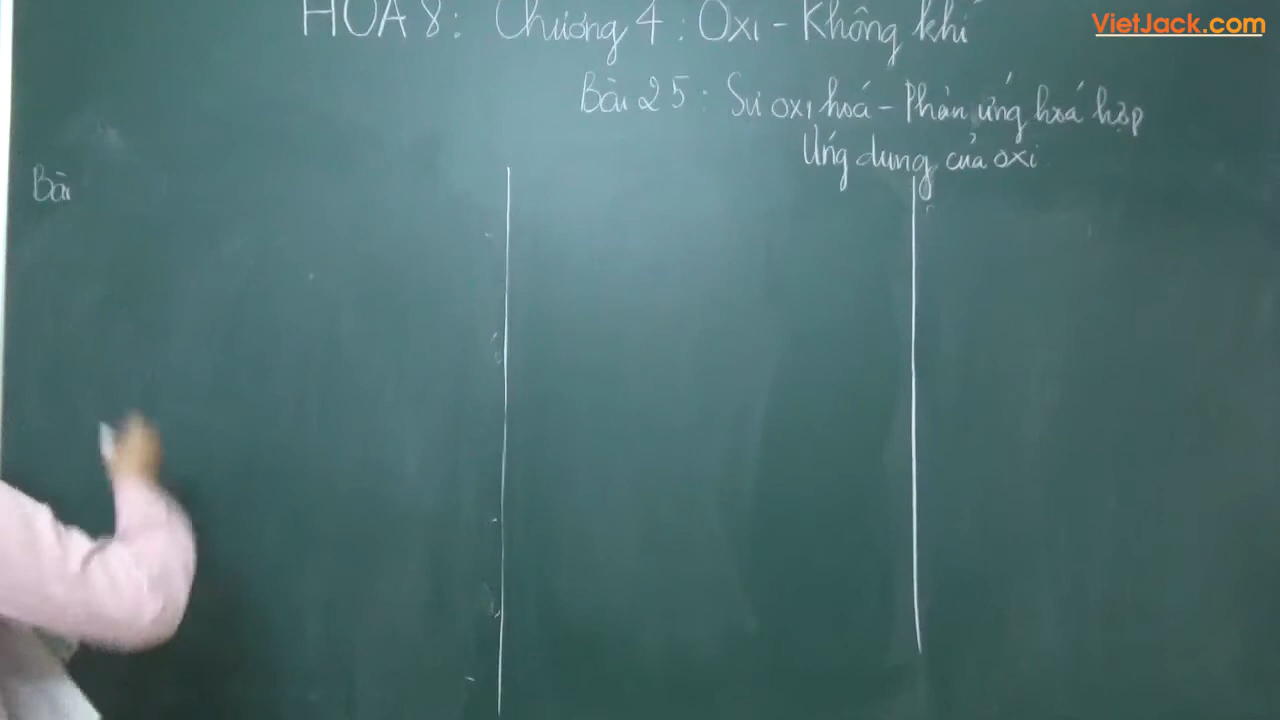 HOÁ 8: Chương 4: Oxi - Không khí
VietJack.com
Bài 25: Sự oxi hoá - Phản ứng hoá hợp
Ứng dụng của oxi
Bài